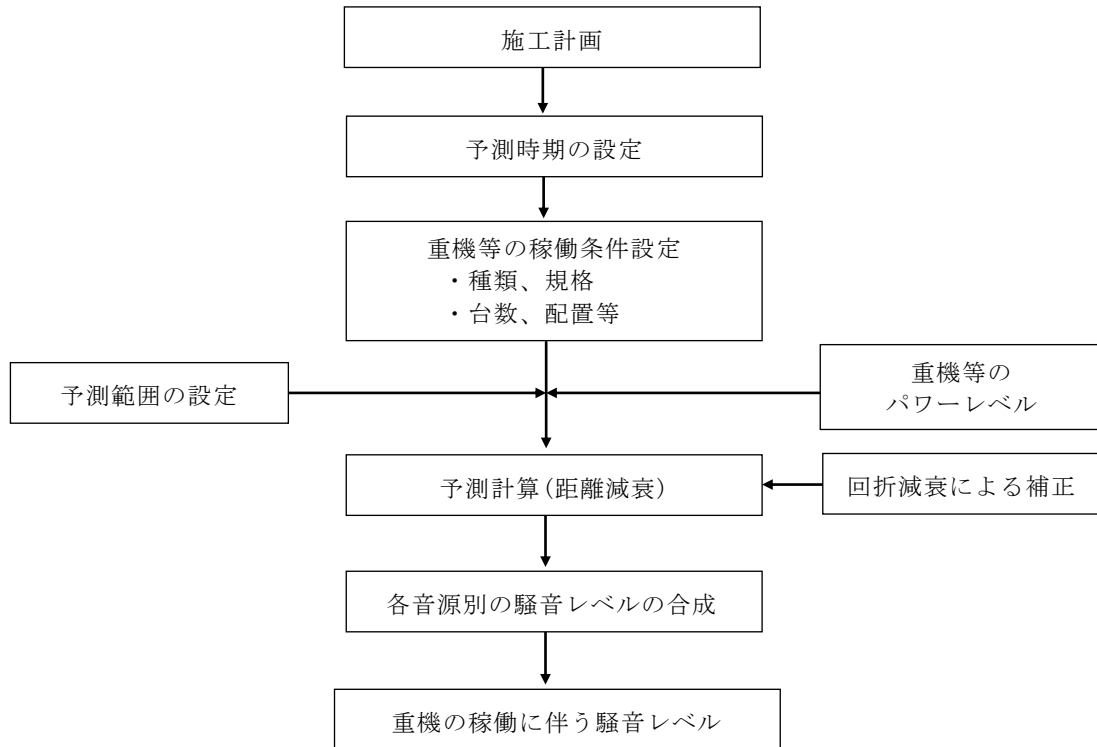 施工計画
予測時期の設定
重機等の稼働条件設定
・種類、規格
・台数、配置等
予測範囲の設定
重機等の
パワーレベル
予測計算(距離減衰)
回折減衰による補正
各音源別の騒音レベルの合成
重機の稼働に伴う騒音レベル